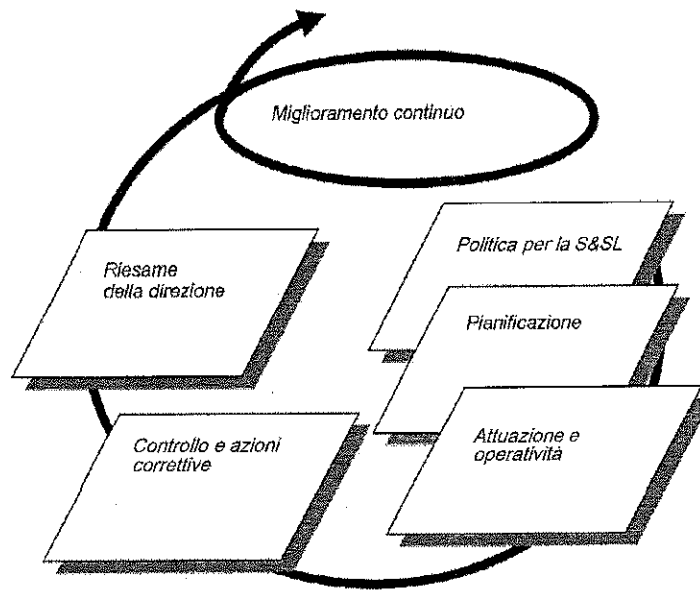 Miglioramento continuo
Politica per la S&SL
Riesame
della direzione
Pianificazione
Controllo e azioni
correttive
Attuazione e
operatività